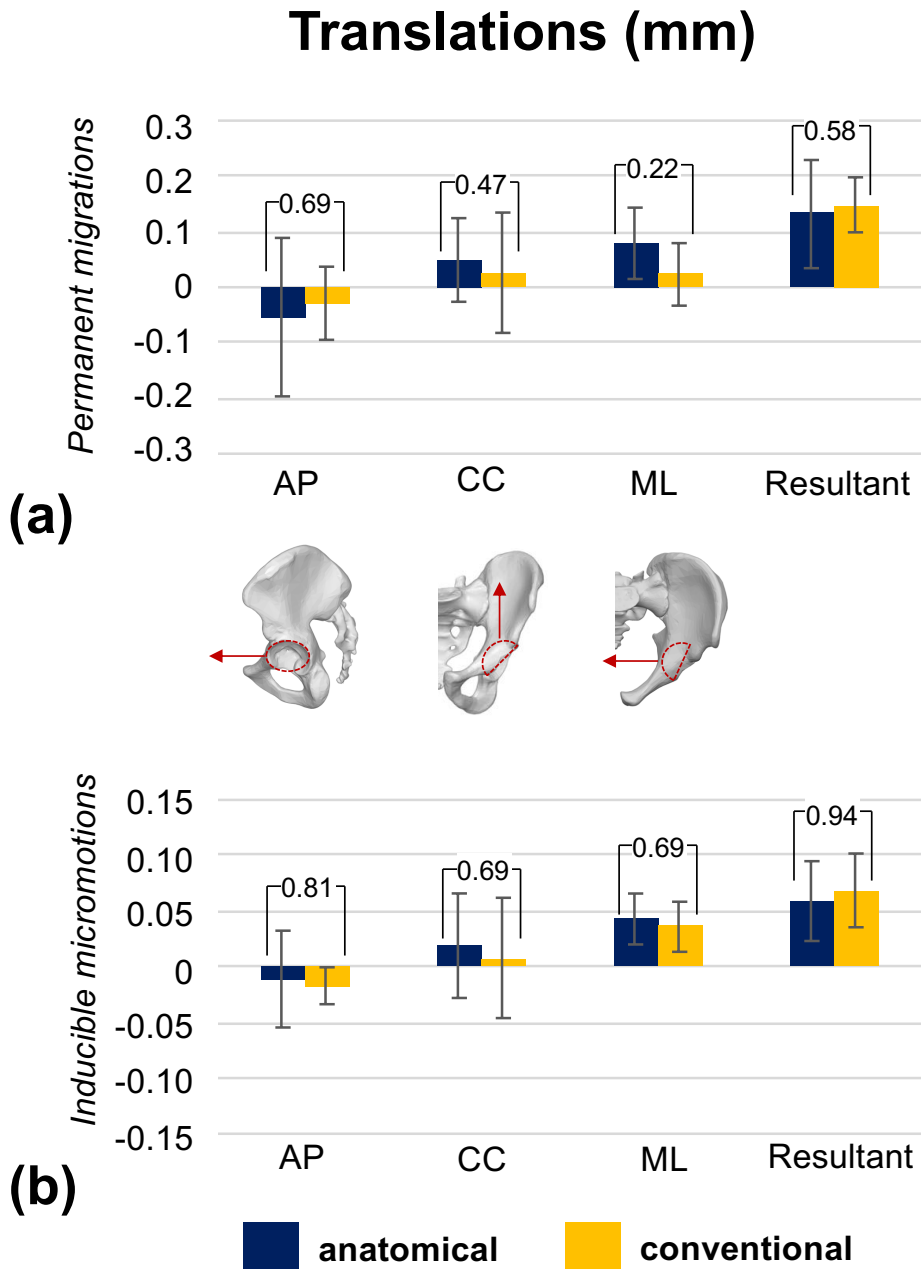 Translations (mm)
Permanent migrations
0.3
0.2
0.1
0
-0.1
-0.2
-0.3
0.69
0.47
0.22
0.58
AP
CC
ML
Resultant
(a)
Inducible micromotions
0.15
0.10
0.05
0
-0.05
-0.10
-0.15
0.81
0.69
0.69
0.94
AP
CC
ML
Resultant
(b)
anatomical
conventional